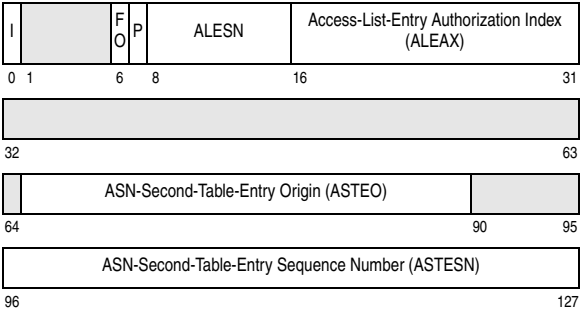 I F O P ALESN Access-List-Entry Authorization Index (ALEAX)
0 1 6 8 16 31
32 63
ASN-Second-Table-Entry Origin (ASTEO)
64 90 95
ASN-Second-Table-Entry Sequence Number (ASTESN)
96 127